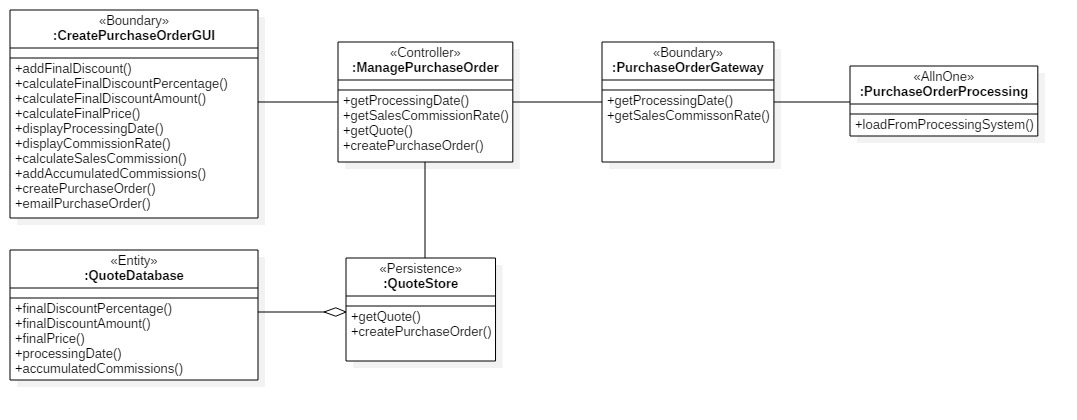 «Boundary»
:CreatePurchaseOrderGUI
+addFinalDiscount()
+calculateFinalDiscountPercentage()
+calculateFinalDiscountAmount()
+calculateFinalPrice()
+displayProcessingDate()
+displayCommissionRate()
+calculateSalesCommission()
+addAccumulatedCommissions()
+createPurchaseOrder()
+emailPurchaseOrder()
«Controller»
:ManagePurchaseOrder
+getProcessingDate()
+getSalesCommissionRate()
+getQuote()
+createPurchaseOrder()
«Boundary»
:PurchaseOrderGateway
+getProcessingDate()
+getSalesCommissonRate()
«AllnOne»
:PurchaseOrderProcessing
+loadFromProcessingSystem()
«Entity»
:QuoteDatabase
+finalDiscountPercentage()
+finalDiscountAmount()
+finalPrice()
+processingDate()
+accumulatedCommissions()
«Persistence»
:QuoteStore
+getQuote()
+createPurchaseOrder()